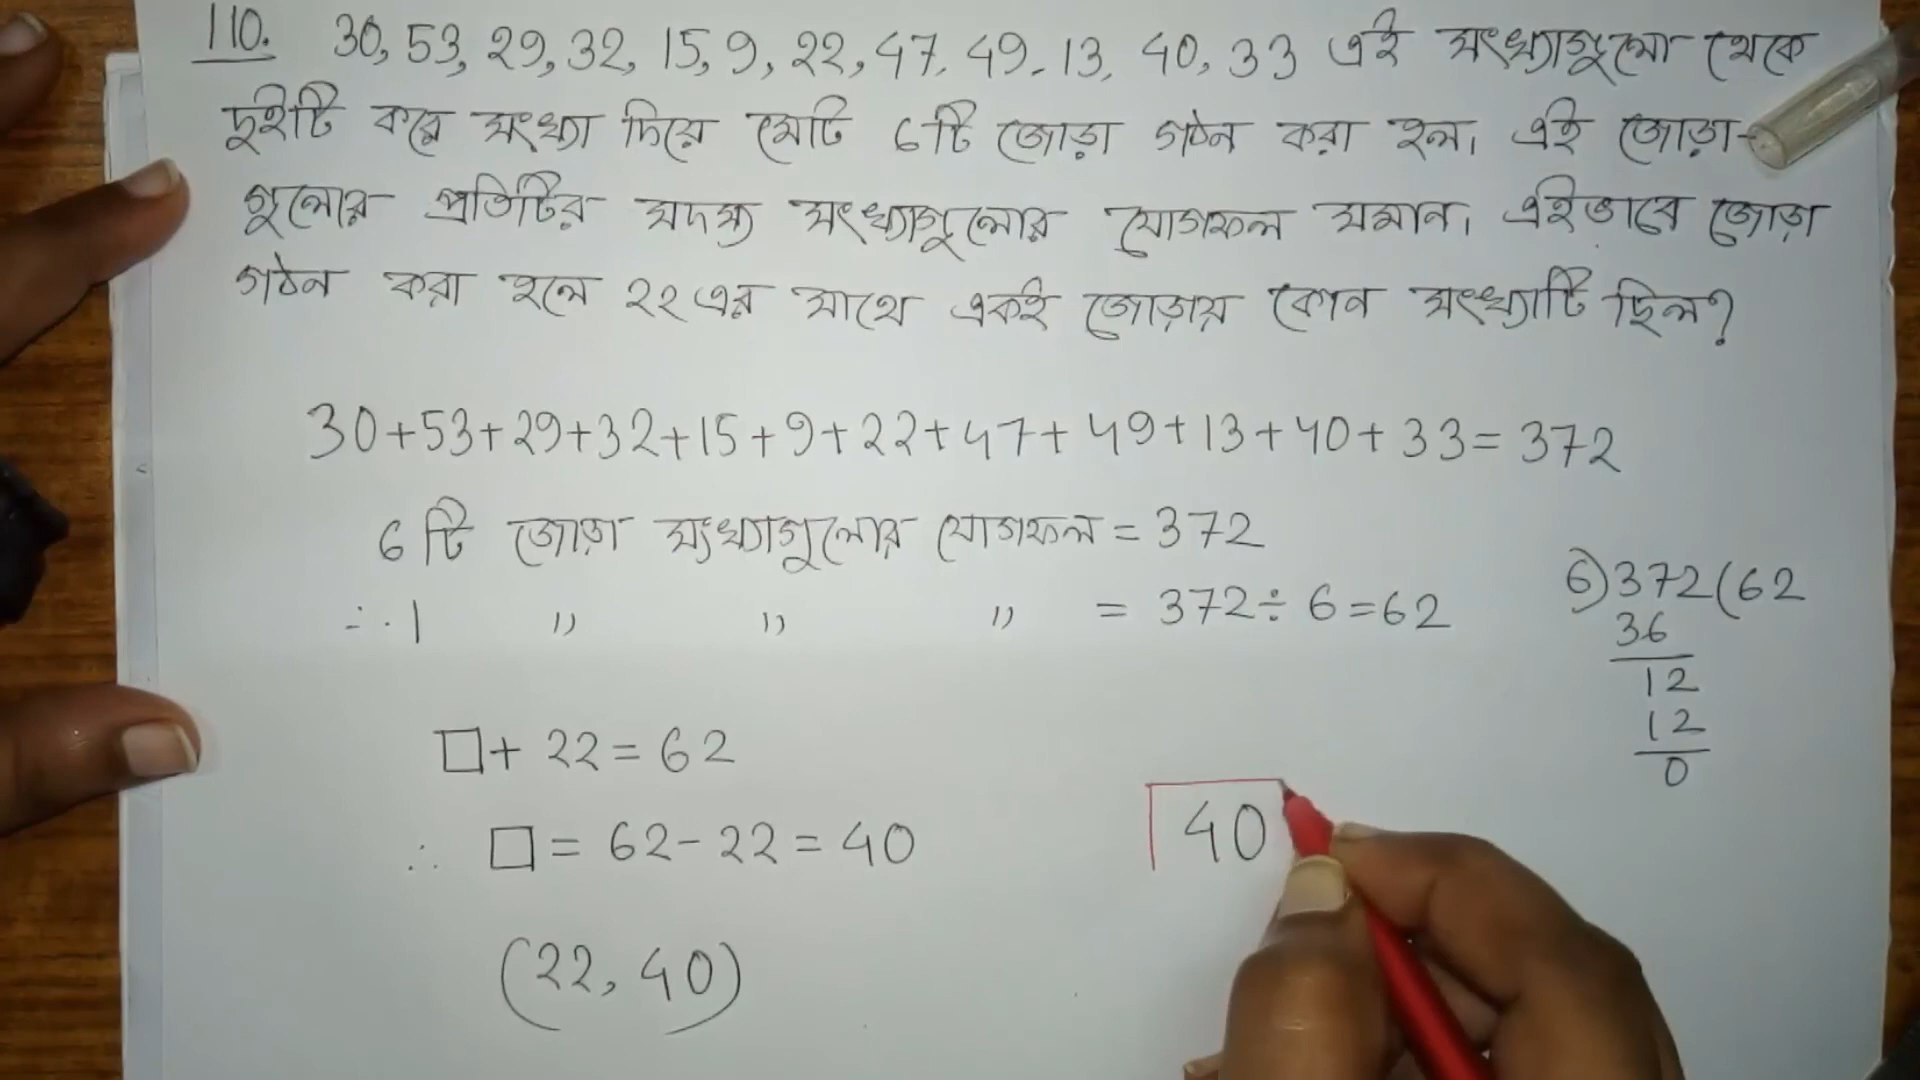 110. 30, 53, 29, 32, 15, 9, 22, 47, 49, 13, 40, 33 এই সংখ্যাগুলো থেকে
দুইটি করে সংখ্যা দিয়ে মোট 6টি জোড়া গঠন করা হল। এই জোড়া-
গুলোর প্রতিটির সদস্য সংখ্যাগুলোর যোগফল সমান। এইভাবে জোড়া
গঠন করা হলে 22 এর সাথে একই জোড়ায় কোন সংখ্যাটি ছিল?
30+53+29+32+15+9+22+47+49+13+40+33=372
6 টি জোড়া সংখ্যাগুলোর যোগফল = 372
∴ 1 " " " = 372÷6=62
6)372(62
36
12
12
0
□+ 22=62
∴ □= 62-22=40
40
(22, 40)